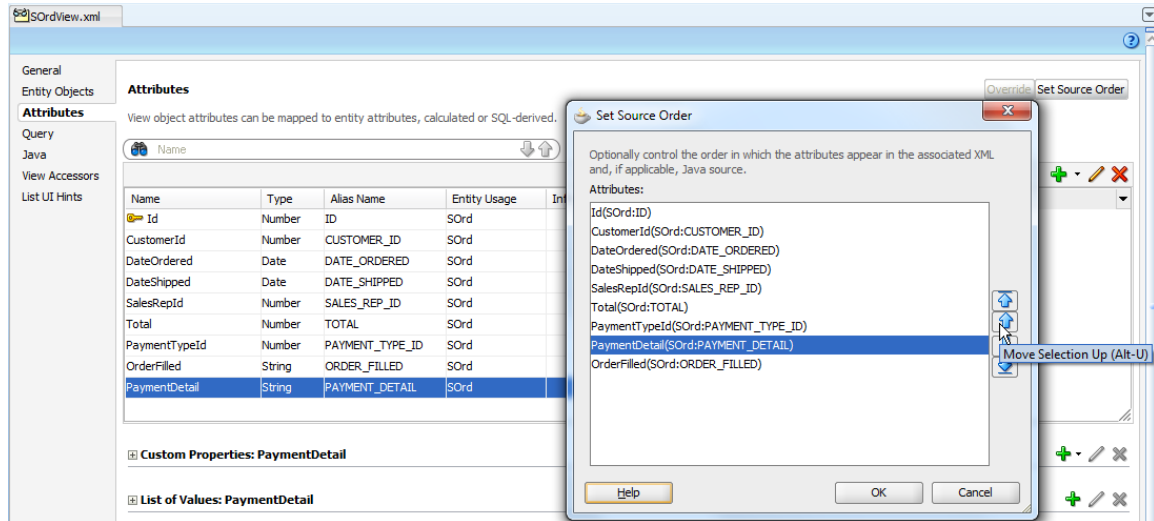 SOrdView.xml
General
Entity Objects
Attributes
Query
Java
View Accessors
List UI Hints
Attributes
Override Set Source Order
View object attributes can be mapped to entity attributes, calculated or SQL-derived.
Name
Name Type Alias Name Entity Usage
Id Number ID SOrd
CustomerId Number CUSTOMER_ID SOrd
DateOrdered Date DATE_ORDERED SOrd
DateShipped Date DATE_SHIPPED SOrd
SalesRepId Number SALES_REP_ID SOrd
Total Number TOTAL SOrd
PaymentTypeId Number PAYMENT_TYPE_ID SOrd
OrderFilled String ORDER_FILLED SOrd
PaymentDetail String PAYMENT_DETAIL SOrd
Custom Properties: PaymentDetail
List of Values: PaymentDetail
Set Source Order
Optionally control the order in which the attributes appear in the associated XML
and, if applicable, Java source.
Attributes:
Id(SOrd:ID)
CustomerId(SOrd:CUSTOMER_ID)
DateOrdered(SOrd:DATE_ORDERED)
DateShipped(SOrd:DATE_SHIPPED)
SalesRepId(SOrd:SALES_REP_ID)
Total(SOrd:TOTAL)
PaymentTypeId(SOrd:PAYMENT_TYPE_ID)
PaymentDetail(SOrd:PAYMENT_DETAIL)
OrderFilled(SOrd:ORDER_FILLED)
Move Selection Up (Alt-U)
Help OK Cancel